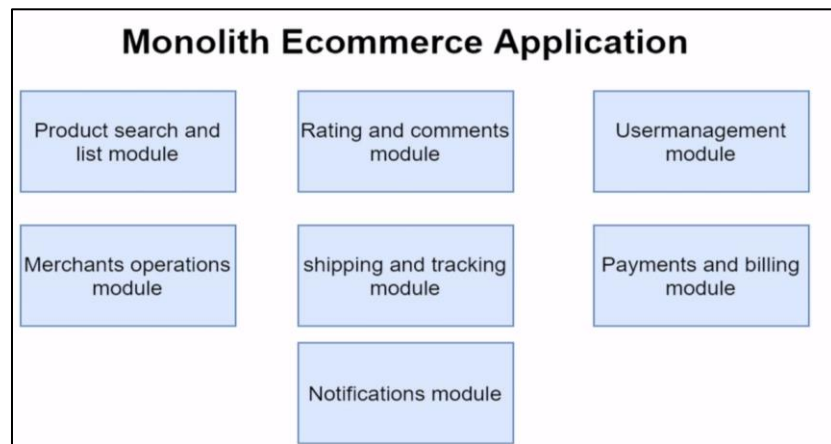 Monolith Ecommerce Application
Product search and
list module
Rating and comments
module
Usermanagement
module
Merchants operations
module
shipping and tracking
module
Payments and billing
module
Notifications module